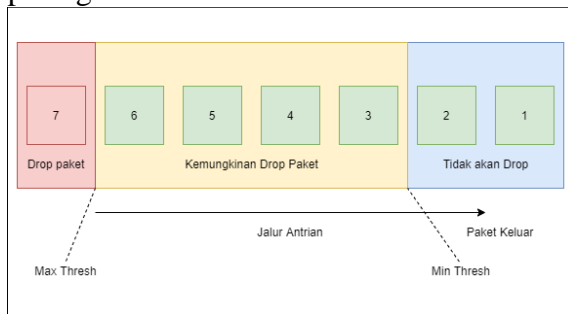 7 6 5 4 3 2 1
Drop paket Kemungkinan Drop Paket Tidak akan Drop
Jalur Antrian Paket Keluar
Max Thresh Min Thresh